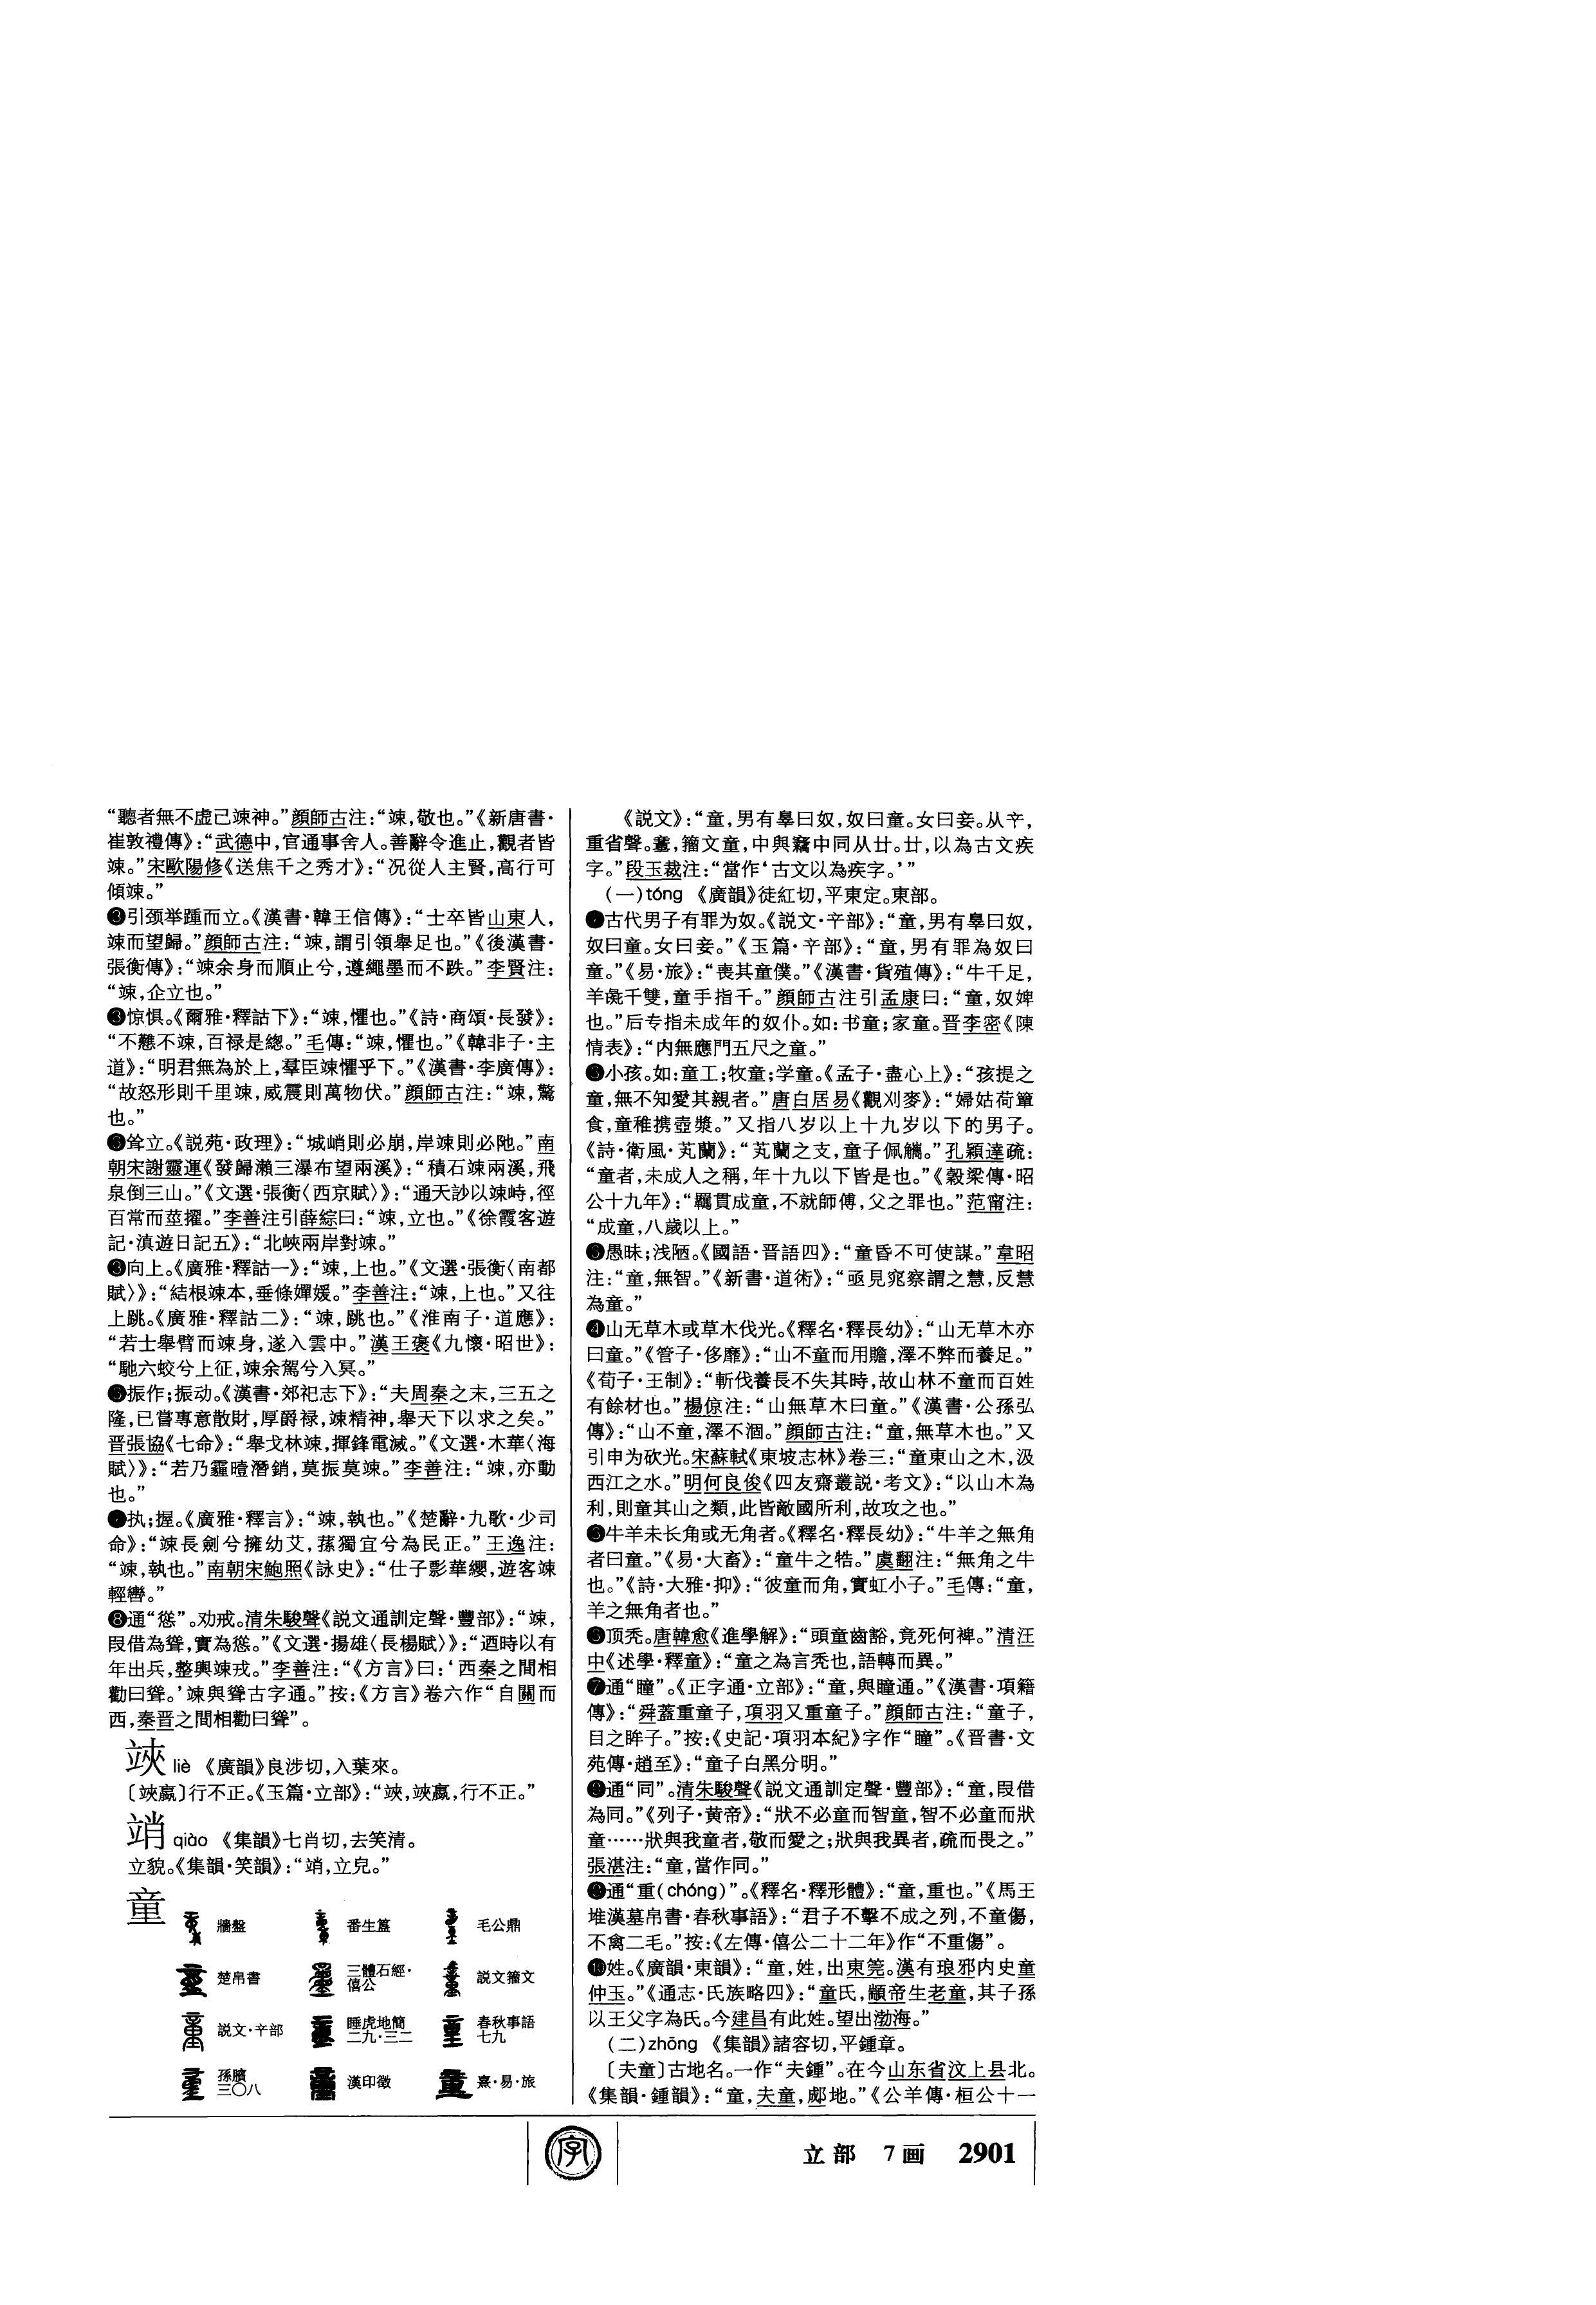 “聽者無不虚己竦神。”顔師古注：“竦，敬也。”《新唐書·
崔敦禮傳》：“武德中，官通事舍人。善辭令進止，觀者皆
竦。”宋歐陽修《送焦千之秀才》：“况從人主賢，高行可
傾竦。”
❸引颈举踵而立。《漢書·韓王信傳》：“士卒皆山東人，
竦而望歸。”顔師古注：“竦，謂引領舉足也。”《後漢書·
張衡傳》：“竦余身而順止兮，遵繩墨而不跌。”李賢注：
“竦，企立也。”
惊惧。《爾雅·釋詁下》：“竦，懼也。”《詩·商頌·長發》：
“不戁不竦，百禄是總。”毛傳：“竦，懼也。”《韓非子·主
道》：“明君無為於上，羣臣竦懼乎下。”《漢書·李廣傳》：
“故怒形則千里竦，威震則萬物伏。”顔師古注：“竦，驚
也。”
耸立。《説苑·政理》：“城峭則必崩，岸竦則必阤。”南
朝宋謝靈運《發歸瀨三瀑布望兩溪》：“積石竦兩溪，飛
泉倒三山。”《文選·張衡〈西京賦〉》：“通天訬以竦峙，徑
百常而莖擢。”李善注引薛綜曰：“竦，立也。”《徐霞客遊
記·滇遊日記五》：“北峽兩岸對竦。”
向上。《廣雅·釋詁一》：“竦，上也。”《文選·張衡〈南都
賦〉》：“結根竦本，垂條嬋媛。”李善注：“竦，上也。”又往
上跳。《廣雅·釋詁二》：“竦，跳也。”《淮南子·道應》：
“若士舉臂而竦身，遂入雲中。”漢王褒《九懷·昭世》：
“馳六蛟兮上征，竦余駕兮入冥。”
振作；振动。《漢書·郊祀志下》：“夫周秦之末，三五之
隆，已嘗專意散財，厚爵禄，竦精神，舉天下以求之矣。”
晋張協《七命》：“舉戈林竦，揮鋒電滅。”《文選·木華〈海
賦〉》：“若乃霾曀潛銷，莫振莫竦。”李善注：“竦，亦動
也。”
执；握。《廣雅·釋言》：“竦，執也。”《楚辭·九歌·少司
命》：“竦長劍兮擁幼艾，蓀獨宜兮為民正。”王逸注：
“竦，執也。”南朝宋鮑照《詠史》：“仕子彯華纓，遊客竦
輕轡。”
❽通“慫”。劝戒。清朱駿聲《説文通訓定聲·豐部》：“竦，
叚借為聳，實為慫。”《文選·揚雄〈長楊賦〉》：“迺時以有
年出兵，整輿竦戎。”李善注：“《方言》曰：‘西秦之間相
勸曰聳。’竦與聳古字通。”按：《方言》卷六作“自關而
西，秦晋之間相勸曰聳”。
䇐 liè 《廣韻》良涉切，入葉來。
〔䇐䇔〕行不正。《玉篇·立部》：“䇐，䇐䇔，行不正。”
䇌 qiào 《集韻》七肖切，去笑清。
立貌。《集韻·笑韻》：“䇌，立皃。”
童
牆盤 番生簋 毛公鼎
楚帛書 三體石經·僖公 説文籀文
説文·䇂部 睡虎地簡二九·三二 春秋事語七九
孫臏三〇八 漢印徵 熹·易·旅
《説文》：“童，男有辠曰奴，奴曰童。女曰妾。从䇂，
重省聲。𥪧，籀文童，中與竊中同从廿。廿，以為古文疾
字。”段玉裁注：“當作‘古文以為疾字。’”
（一）tóng 《廣韻》徒紅切，平東定。東部。
古代男子有罪为奴。《説文·䇂部》：“童，男有辠曰奴，
奴曰童。女曰妾。”《玉篇·䇂部》：“童，男有罪為奴曰
童。”《易·旅》：“喪其童僕。”《漢書·貨殖傳》：“牛千足，
羊彘千雙，童手指千。”顔師古注引孟康曰：“童，奴婢
也。”后专指未成年的奴仆。如：书童；家童。晋李密《陳
情表》：“内無應門五尺之童。”
小孩。如：童工；牧童；学童。《孟子·盡心上》：“孩提之
童，無不知愛其親者。”唐白居易《觀刈麥》：“婦姑荷簞
食，童稚携壺漿。”又指八岁以上十九岁以下的男子。
《詩·衛風·芄蘭》：“芄蘭之支，童子佩觿。”孔穎達疏：
“童者，未成人之稱，年十九以下皆是也。”《穀梁傳·昭
公十九年》：“羈貫成童，不就師傅，父之罪也。”范甯注：
“成童，八歲以上。”
愚昧；浅陋。《國語·晋語四》：“童昏不可使謀。”韋昭
注：“童，無智。”《新書·道術》：“亟見窕察謂之慧，反慧
為童。”
❹山无草木或草木伐光。《釋名·釋長幼》：“山无草木亦
曰童。”《管子·侈靡》：“山不童而用贍，澤不弊而養足。”
《荀子·王制》：“斬伐養長不失其時，故山林不童而百姓
有餘材也。”楊倞注：“山無草木曰童。”《漢書·公孫弘
傳》：“山不童，澤不涸。”顔師古注：“童，無草木也。”又
引申为砍光。宋蘇軾《東坡志林》卷三：“童東山之木，汲
西江之水。”明何良俊《四友齋叢説·考文》：“以山木為
利，則童其山之類，此皆敵國所利，故攻之也。”
牛羊未长角或无角者。《釋名·釋長幼》：“牛羊之無角
者曰童。”《易·大畜》：“童牛之牿。”虞翻注：“無角之牛
也。”《詩·大雅·抑》：“彼童而角，實虹小子。”毛傳：“童，
羊之無角者也。”
顶秃。唐韓愈《進學解》：“頭童齒豁，竟死何裨。”清汪
中《述學·釋童》：“童之為言秃也，語轉而異。”
❼通“瞳”。《正字通·立部》：“童，與瞳通。”《漢書·項籍
傳》：“舜蓋重童子，項羽又重童子。”顔師古注：“童子，
目之眸子。”按：《史記·項羽本紀》字作“瞳”。《晋書·文
苑傳·趙至》：“童子白黑分明。”
通“同”。清朱駿聲《説文通訓定聲·豐部》：“童，叚借
為同。”《列子·黄帝》：“狀不必童而智童，智不必童而狀
童……狀與我童者，敬而愛之；狀與我異者，疏而畏之。”
張湛注：“童，當作同。”
通“重（chóng）”。《釋名·釋形體》：“童，重也。”《馬王
堆漢墓帛書·春秋事語》：“君子不擊不成之列，不童傷，
不禽二毛。”按：《左傳·僖公二十二年》作“不重傷”。
姓。《廣韻·東韻》：“童，姓，出東莞。漢有琅邪内史童
仲玉。”《通志·氏族略四》：“童氏，顓帝生老童，其子孫
以王父字為氏。今建昌有此姓。望出渤海。”
（二）zhōng 《集韻》諸容切，平鍾章。
〔夫童〕古地名。一作“夫鍾”。在今山东省汶上县北。
《集韻·鍾韻》：“童，夫童，郕地。”《公羊傳·桓公十一
字
立部 7画 2901